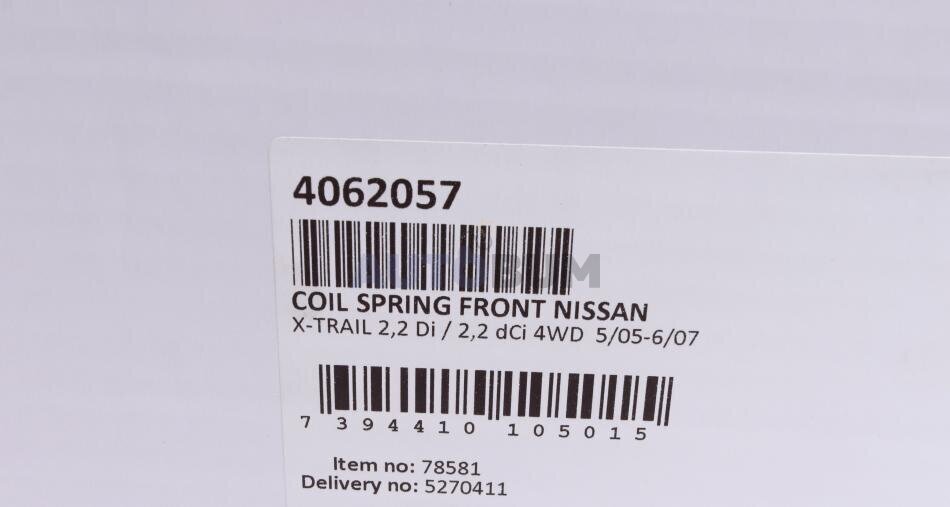 4062057
AUTOBUM
COIL SPRING FRONT NISSAN
X-TRAIL 2,2 Di / 2,2 dCi 4WD 5/05-6/07
7 394410 105015
Item no: 78581
Delivery no: 5270411